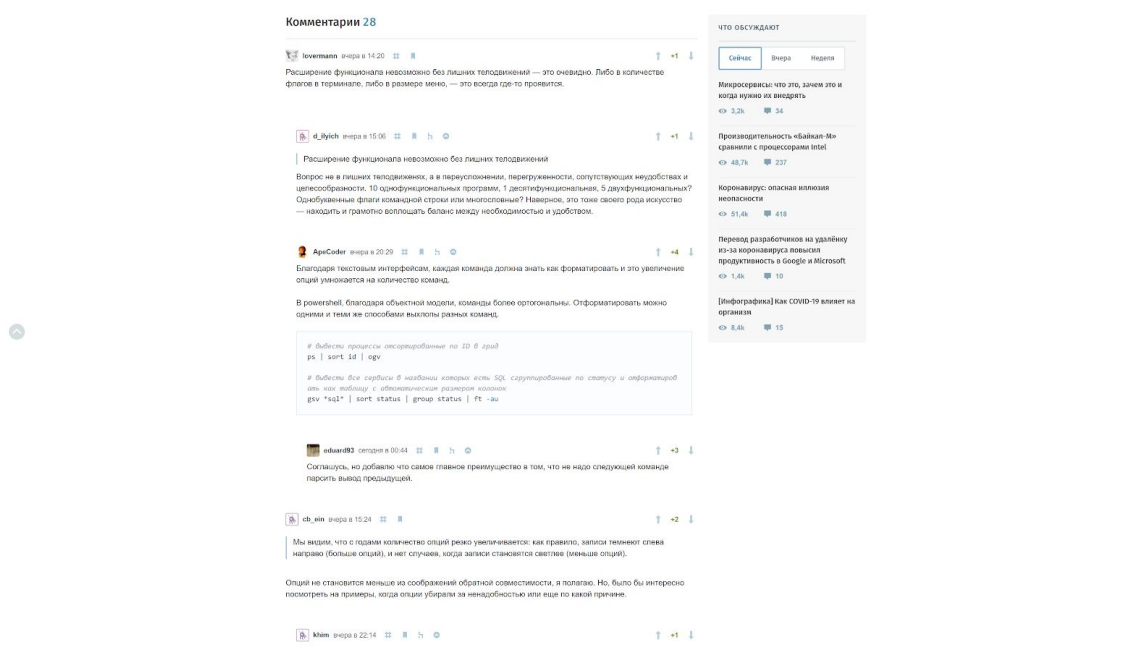 Комментарии 28
lovermann вчера в 14:20 +1
Расширение функционала невозможно без лишних телодвижений — это очевидно. Либо в количестве
флагов в терминале, либо в размере меню, — это всегда где-то проявится.
d_ilyich вчера в 15:06 +1
Расширение функционала невозможно без лишних телодвижений
Вопрос не в лишних телодвижениях, а в переусложнении, перегруженности, сопутствующих неудобствах и
целесообразности. 10 однофункциональных программ, 1 десятифункциональная, 5 двухфункциональных?
Однобуквенные флаги командной строки или многословные? Наверное, это тоже своего рода искусство
— находить и грамотно воплощать баланс между необходимостью и удобством.
ApeCoder вчера в 20:29 +4
Благодаря текстовым интерфейсам, каждая команда должна знать как форматировать и это увеличение
опций умножается на количество команд.
В powershell, благодаря объектной модели, команды более ортогональны. Отформатировать можно
одними и теми же способами выхлопы разных команд.
# Вывести процессы отсортированные по ID в грид
ps | sort id | ogv
# Вывести все сервисы в названии которых есть SQL сгруппированные по статусу и отформатиров
ать как таблицу с автоматическим размером колонок
gsv *sql* | sort status | group status | ft -au
oduard93 сегодня в 00:44 +3
Соглашусь, но добавлю что самое главное преимущество в том, что не надо следующей команде
парсить вывод предыдущей.
cb_ein вчера в 15:24 +2
Мы видим, что с годами количество опций резко увеличивается: как правило, записи темнеют слева
направо (больше опций), и нет случаев, когда записи становятся светлее (меньше опций).
Опций не становится меньше из соображений обратной совместимости, я полагаю. Но, было бы интересно
посмотреть на примеры, когда опции убирали за ненадобностью или еще по какой причине.
khim вчера в 22:14 +1
ЧТО ОБСУЖДАЮТ
Сейчас Вчера Неделя
Микросервисы: что это, зачем это и
когда нужно их внедрять
3,2k 34
Производительность «Байкал-М»
сравнили с процессорами Intel
48,7k 237
Коронавирус: опасная иллюзия
неопасности
51,4k 418
Перевод разработчиков на удалёнку
из-за коронавируса повысил
продуктивность в Google и Microsoft
1,4k 10
[Инфографика] Как COVID-19 влияет на
организм
8,4k 15